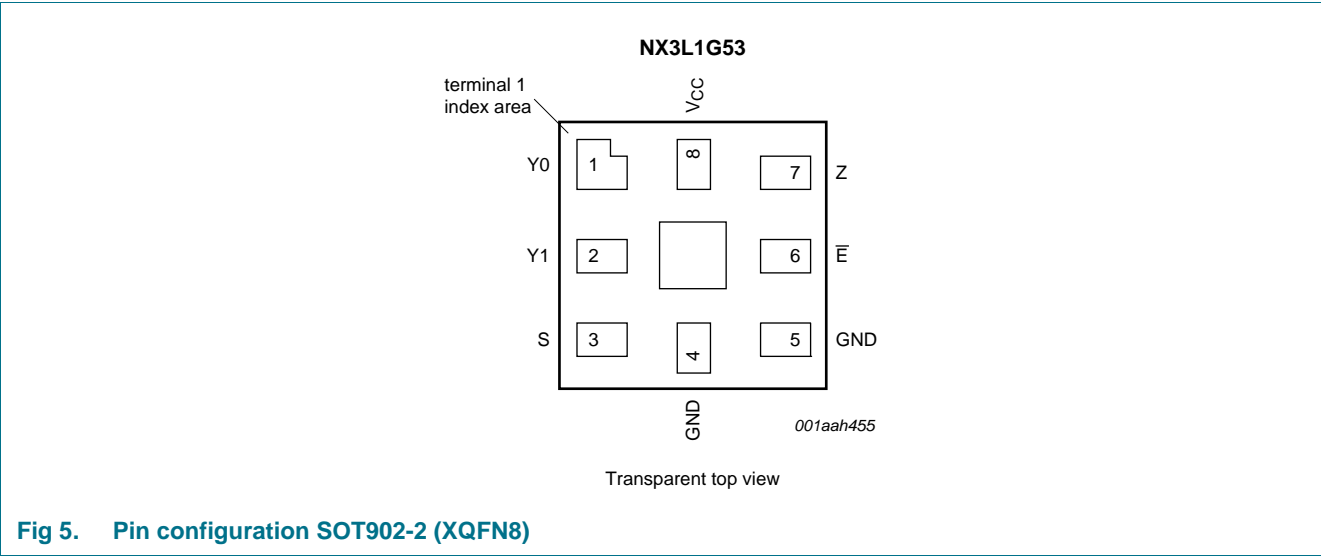 NX3L1G53
terminal 1
index area
VCC
Y0
1
8
7
Z
Y1
2
6
E̅
S
3
4
5
GND
GND
001aah455
Transparent top view
Fig 5. Pin configuration SOT902-2 (XQFN8)